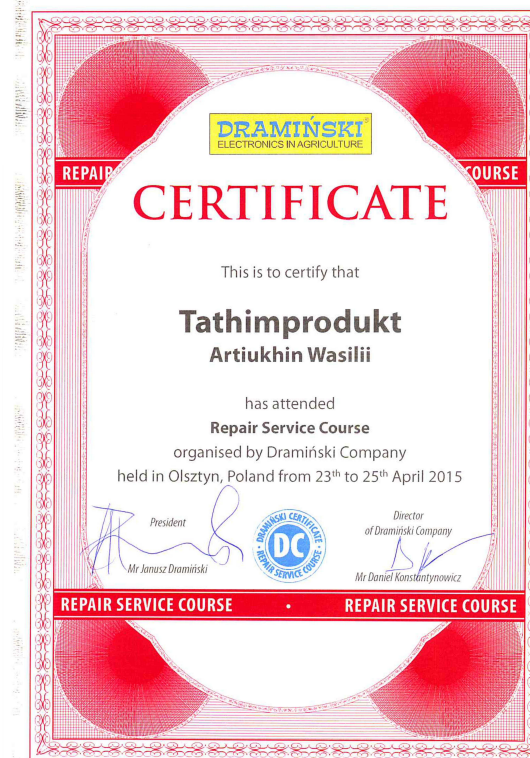 DRAMIŃSKI®
ELECTRONICS IN AGRICULTURE
REPAIR COURSE
CERTIFICATE
This is to certify that
Tathimprodukt
Artiukhin Wasilii
has attended
Repair Service Course
organised by Dramiński Company
held in Olsztyn, Poland from 23th to 25th April 2015
President
Mr Janusz Dramiński
DRAMIŃSKI CERTIFICATE
DC
REPAIR SERVICE COURSE
Director
of Dramiński Company
Mr Daniel Konstantynowicz
REPAIR SERVICE COURSE • REPAIR SERVICE COURSE